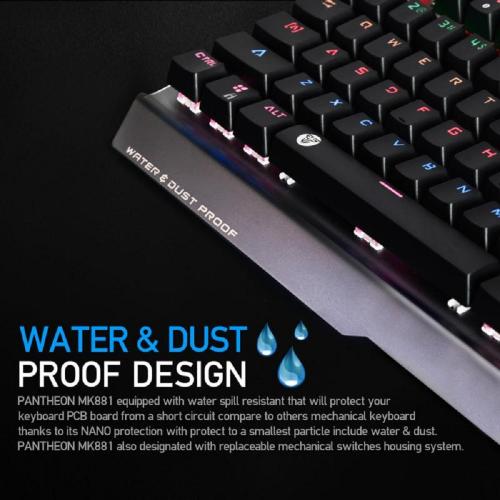 CTRL
ALT
Q W E R
A S D F G H
Z X C V B N
WATER & DUST PROOF
WATER & DUST
PROOF DESIGN
PANTHEON MK881 equipped with water spill resistant that will protect your
keyboard PCB board from a short circuit compare to others mechanical keyboard
thanks to its NANO protection with protect to a smallest particle include water & dust.
PANTHEON MK881 also designated with replaceable mechanical switches housing system.